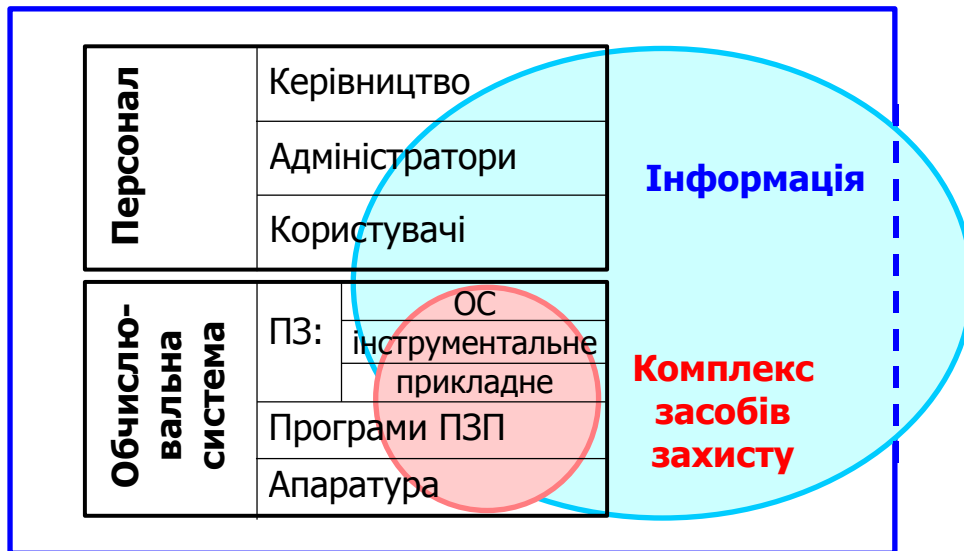 Персонал
Керівництво
Адміністратори
Користувачі
Інформація
Обчислю-
вальна
система
ПЗ:
ОС
інструментальне
прикладне
Програми ПЗП
Апаратура
Комплекс
засобів
захисту